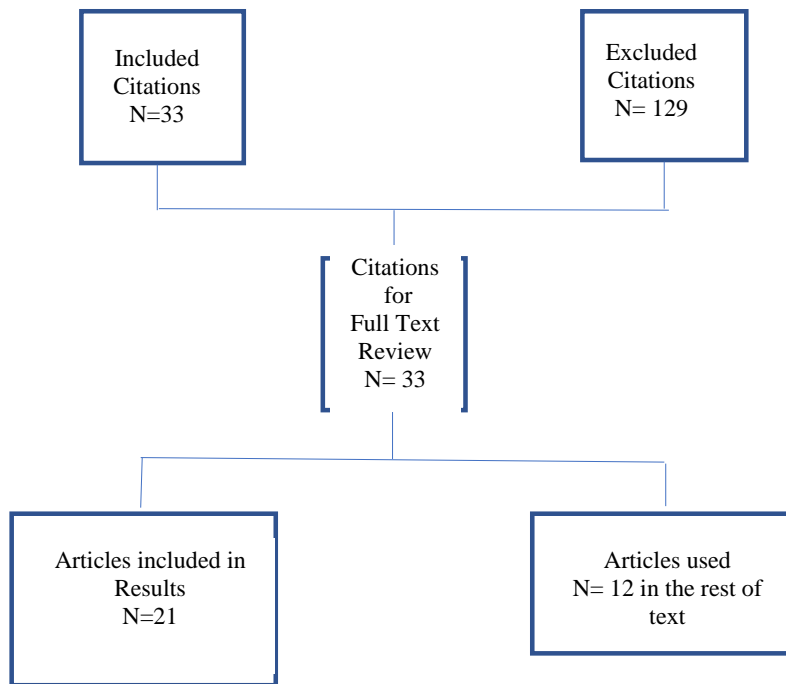 Included
Citations
N=33
Excluded
Citations
N= 129
Citations
for
Full Text
Review
N= 33
Articles included in
Results
N=21
Articles used
N= 12 in the rest of
text